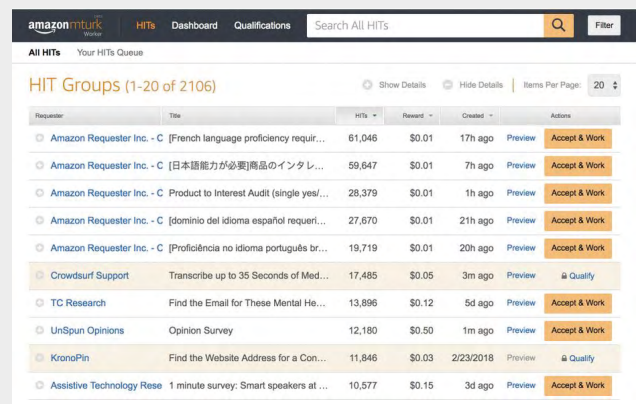 amazonmturk HITs Dashboard Qualifications Search All HITs Filter
Worker
All HITs Your HITs Queue
HIT Groups (1-20 of 2106) Show Details Hide Details Items Per Page: 20
Requester Title HITs Reward Created Actions
Amazon Requester Inc. - C [French language proficiency requir... 61,046 $0.01 17h ago Preview Accept & Work
Amazon Requester Inc. - C [日本語能力が必要]商品のインタレ... 59,647 $0.01 7h ago Preview Accept & Work
Amazon Requester Inc. - C Product to Interest Audit (single yes/... 28,379 $0.01 1h ago Preview Accept & Work
Amazon Requester Inc. - C [dominio del idioma español requeri... 27,670 $0.01 21h ago Preview Accept & Work
Amazon Requester Inc. - C [Proficiência no idioma português br... 19,719 $0.01 20h ago Preview Accept & Work
Crowdsurf Support Transcribe up to 35 Seconds of Med... 17,485 $0.05 3m ago Preview Qualify
TC Research Find the Email for These Mental He... 13,896 $0.12 5d ago Preview Accept & Work
UnSpun Opinions Opinion Survey 12,180 $0.50 1m ago Preview Accept & Work
KronoPin Find the Website Address for a Con... 11,846 $0.03 2/23/2018 Preview Qualify
Assistive Technology Rese 1 minute survey: Smart speakers at ... 10,577 $0.15 3d ago Preview Accept & Work